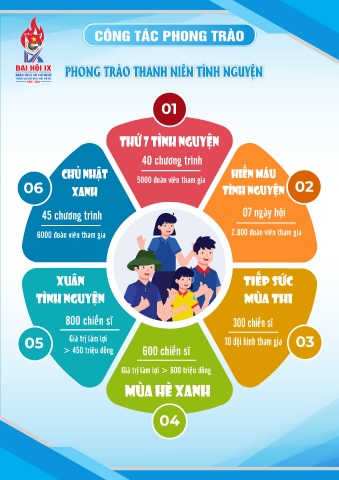 CÔNG TÁC PHONG TRÀO
ĐẠI HỘI IX
PHONG TRÀO THANH NIÊN TÌNH NGUYỆN
01
THỨ 7 TÌNH NGUYỆN
40 chương trình
5000 đoàn viên tham gia
02
HIẾN MÁU
TÌNH NGUYỆN
07 ngày hội
2.800 đoàn viên tham gia
TIẾP SỨC
MÙA THI
300 chiến sĩ
10 đội hình tham gia
03
600 chiến sĩ
Giá trị làm lợi > 800 triệu đồng
MÙA HÈ XANH
04
XUÂN
TÌNH NGUYỆN
800 chiến sĩ
Giá trị làm lợi
> 450 triệu đồng
05
06
CHỦ NHẬT
XANH
45 chương trình
6000 đoàn viên tham gia